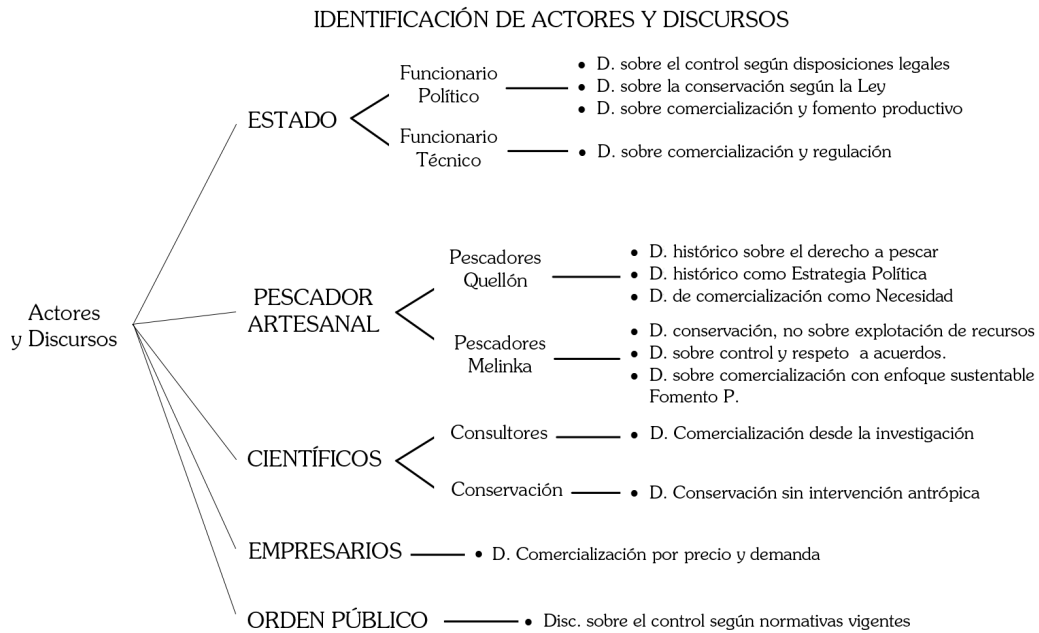 IDENTIFICACIÓN DE ACTORES Y DISCURSOS
Actores
y Discursos
ESTADO
Funcionario
Político
• D. sobre el control según disposiciones legales
• D. sobre la conservación según la Ley
• D. sobre comercialización y fomento productivo
Funcionario
Técnico
• D. sobre comercialización y regulación
PESCADOR
ARTESANAL
Pescadores
Quellón
• D. histórico sobre el derecho a pescar
• D. histórico como Estrategia Política
• D. de comercialización como Necesidad
Pescadores
Melinka
• D. conservación, no sobre explotación de recursos
• D. sobre control y respeto a acuerdos.
• D. sobre comercialización con enfoque sustentable
Fomento P.
CIENTÍFICOS
Consultores
• D. Comercialización desde la investigación
Conservación
• D. Conservación sin intervención antrópica
EMPRESARIOS
• D. Comercialización por precio y demanda
ORDEN PÚBLICO
• Disc. sobre el control según normativas vigentes